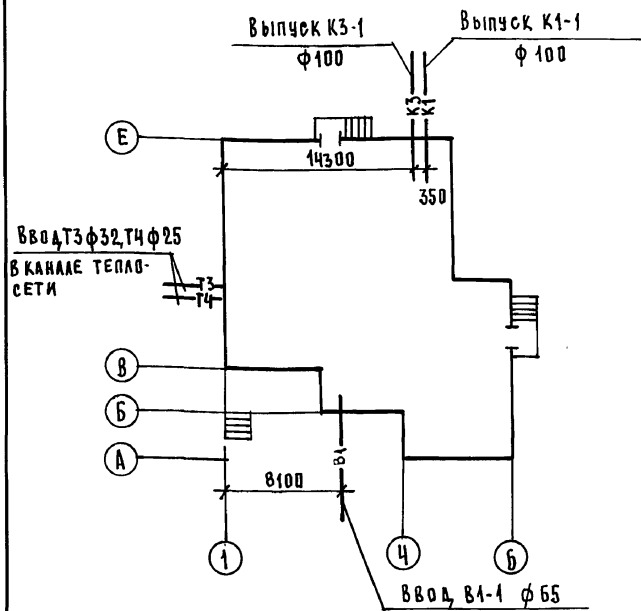 Выпуск К3-1
ф100
Выпуск К1-1
ф 100
К3
К1
Е
14300
350
Ввод Т3 ф32, Т4 ф25
в канале тепло-
сети
Т3
Т4
В
Б
А
В1
8100
1
4
6
Ввод В1-1 ф65